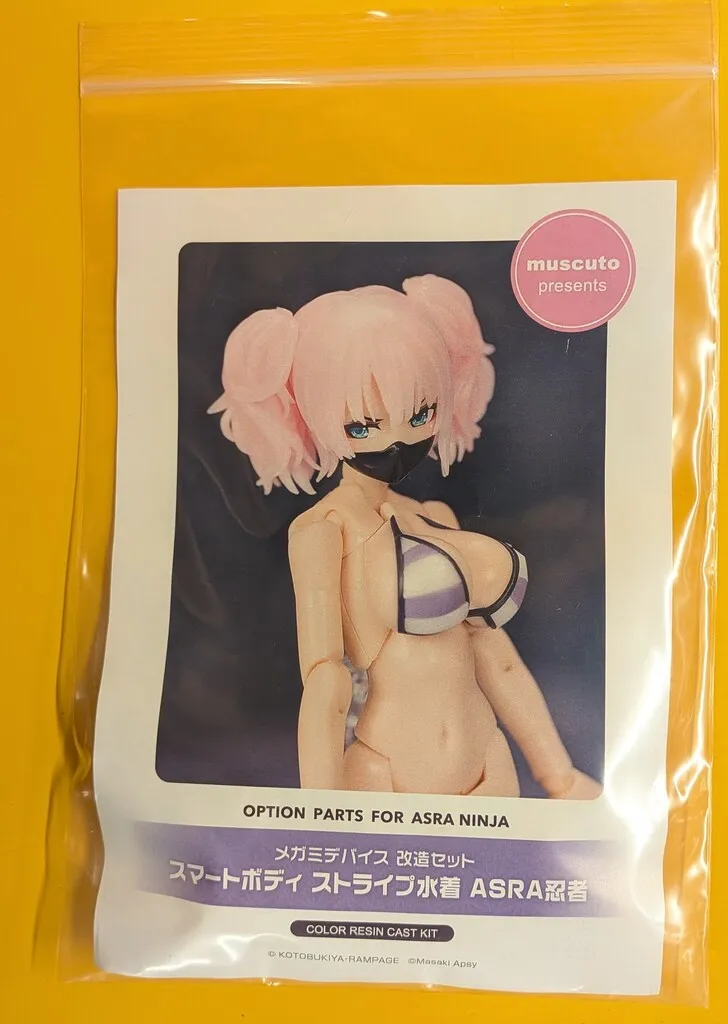 muscuto
presents
OPTION PARTS FOR ASRA NINJA
メガミデバイス 改造セット
スマートボディ ストライプ水着 ASRA忍者
COLOR RESIN CAST KIT
© KOTOBUKIYA-RAMPAGE ©Masaki Apsy